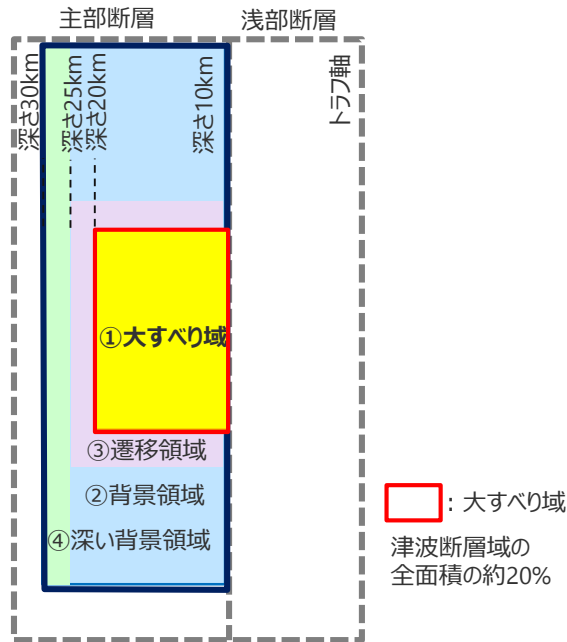 主部断層
浅部断層
深さ30km
深さ25km
深さ20km
深さ10km
トラフ軸
①大すべり域
③遷移領域
②背景領域
④深い背景領域
：大すべり域
津波断層域の
全面積の約20%